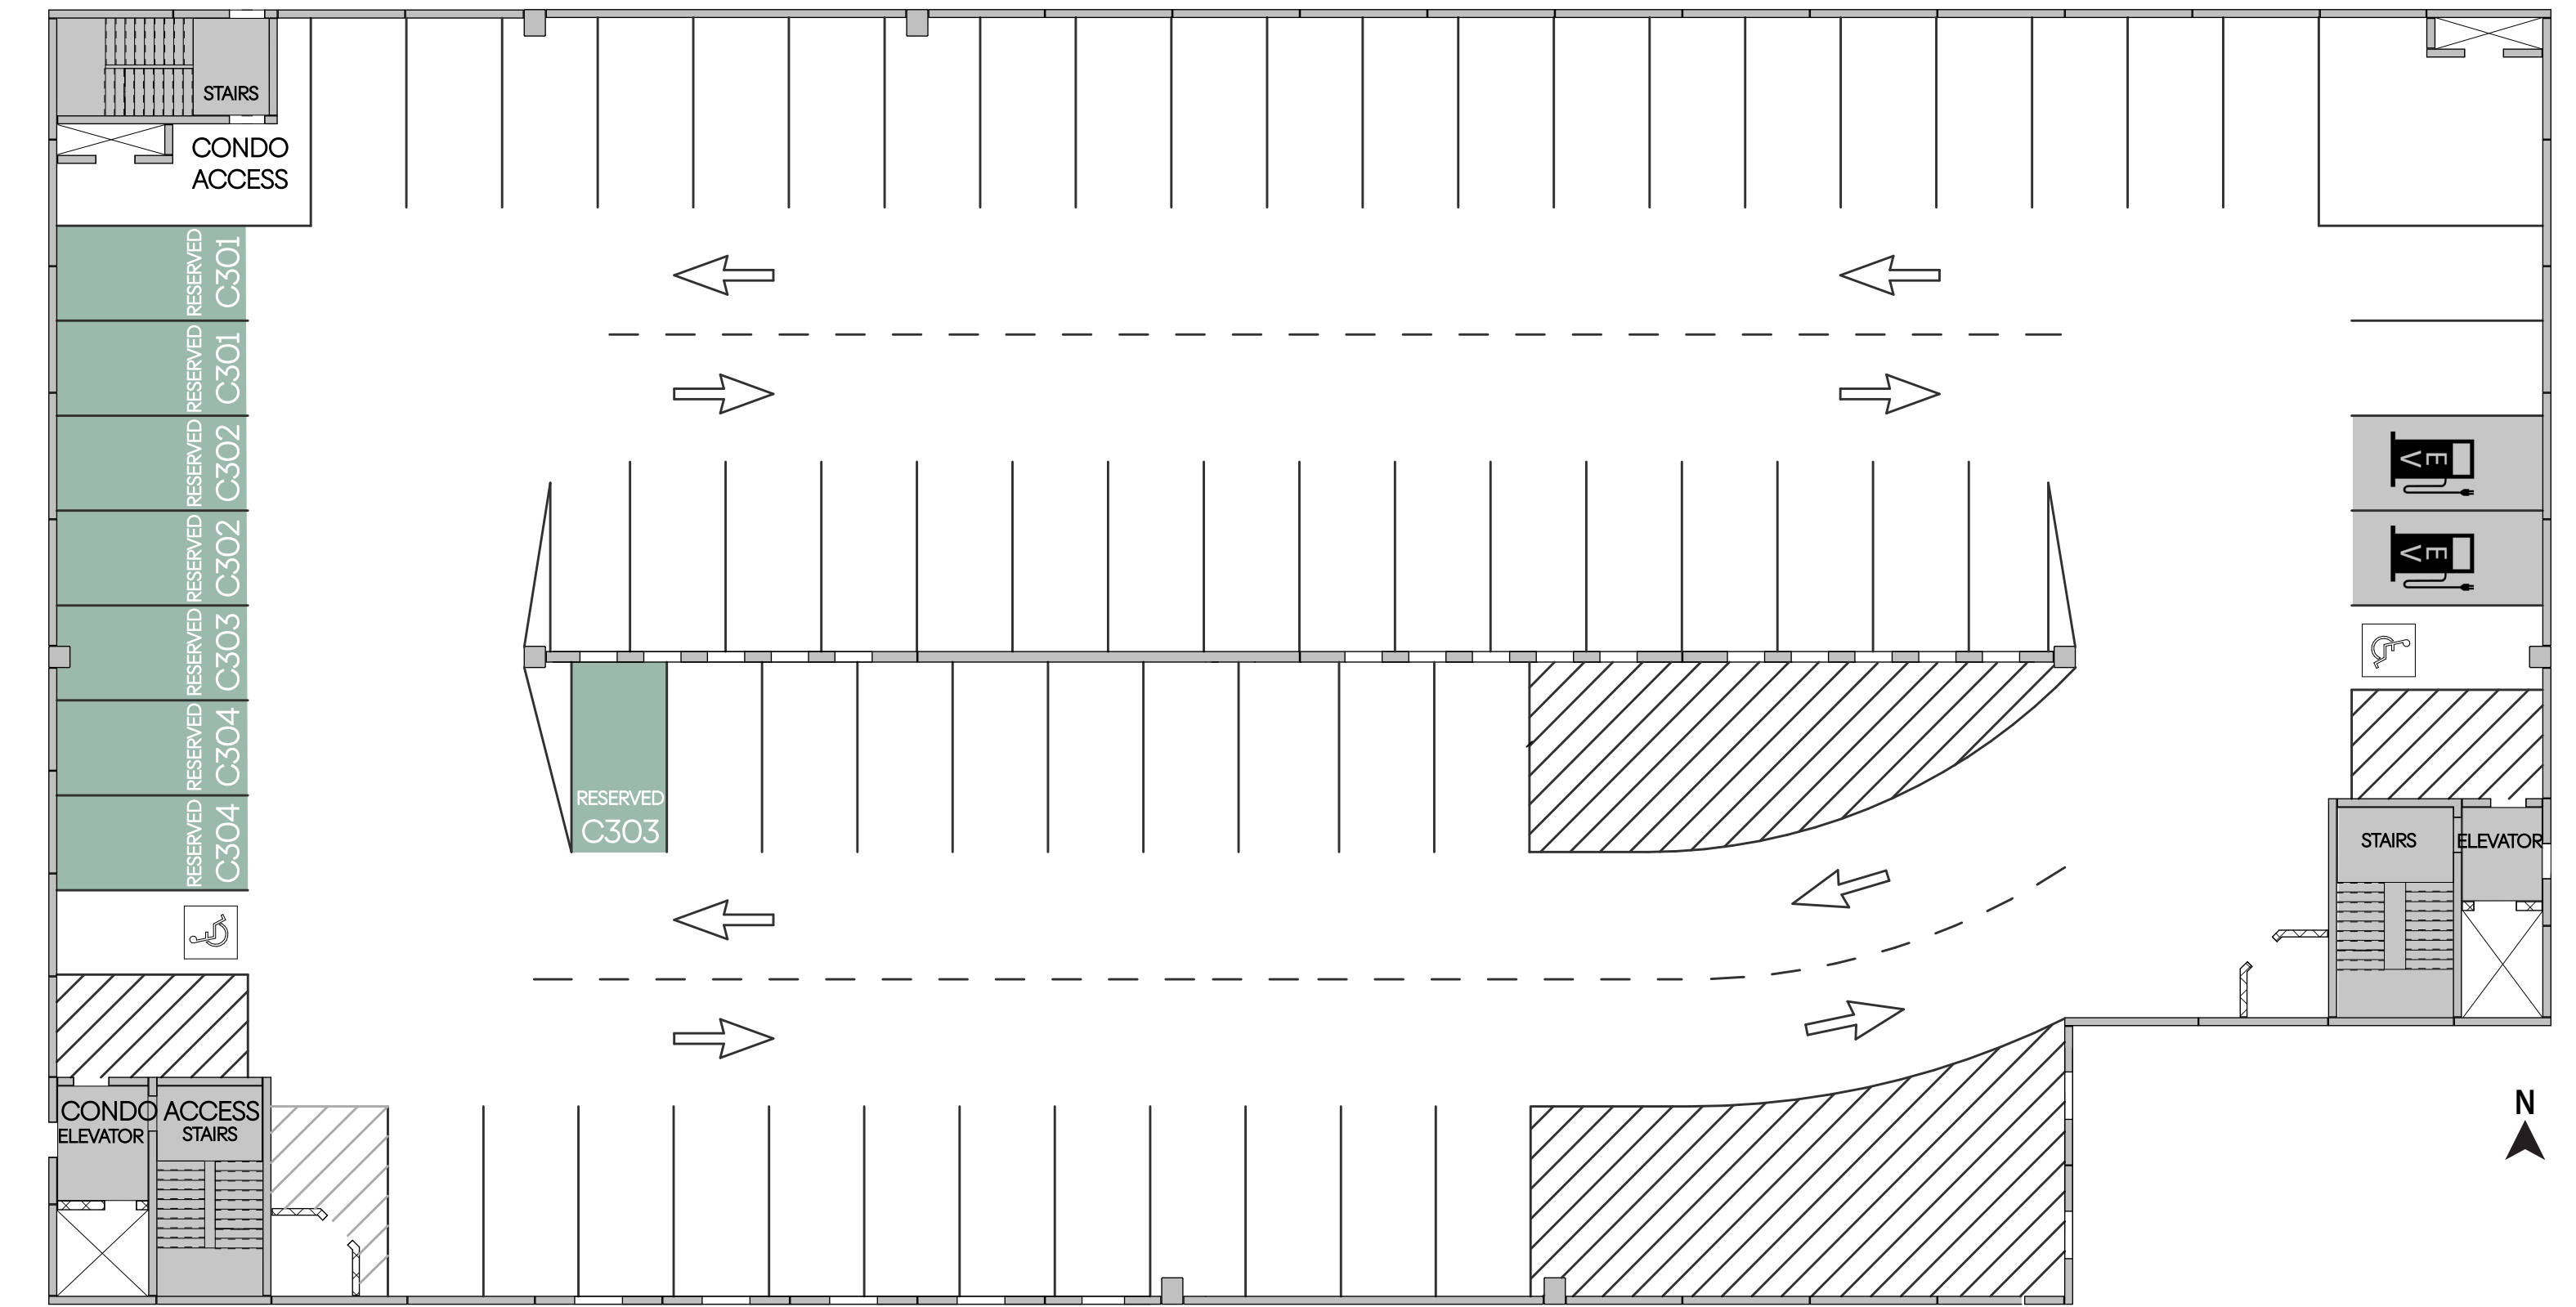 STAIRS
CONDO
ACCESS
RESERVED
C301
RESERVED
C301
RESERVED
C302
RESERVED
C302
RESERVED
C303
RESERVED
C304
RESERVED
C304
EV
EV
RESERVED
C303
STAIRS
ELEVATOR
CONDO ACCESS
ELEVATOR
STAIRS
N